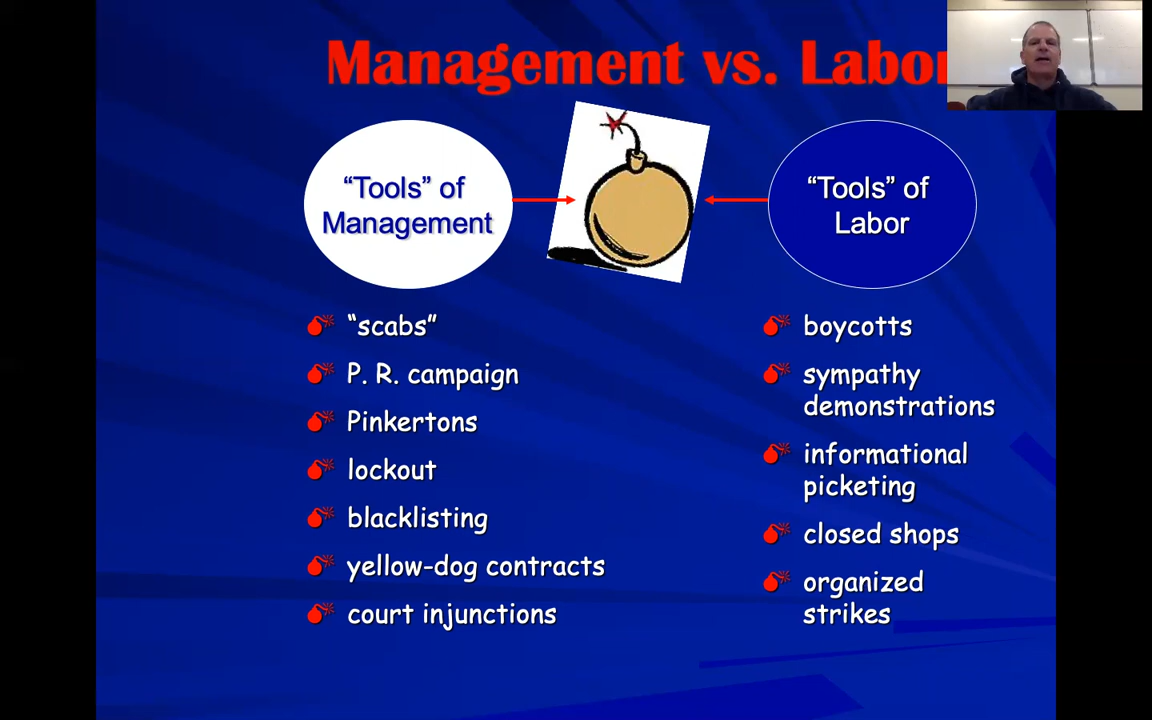 Management vs. Labor
“Tools” of
Management
“Tools” of
Labor
“scabs”
P. R. campaign
Pinkertons
lockout
blacklisting
yellow-dog contracts
court injunctions
boycotts
sympathy
demonstrations
informational
picketing
closed shops
organized
strikes